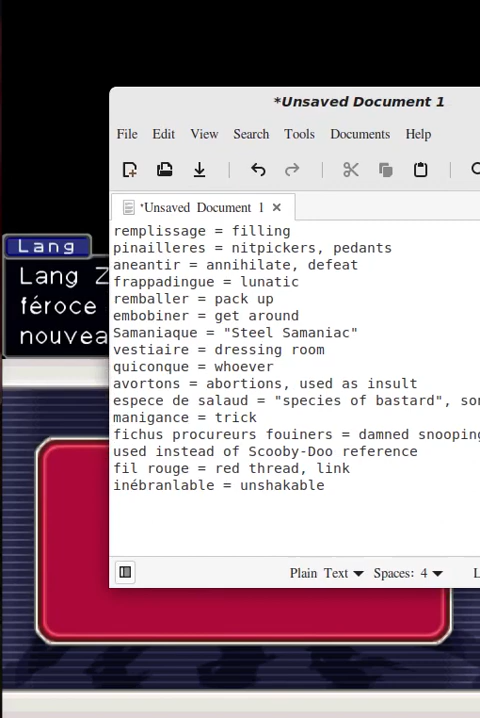 *Unsaved Document 1
File Edit View Search Tools Documents Help
*Unsaved Document 1
remplissage = filling
pinailleres = nitpickers, pedants
aneantir = annihilate, defeat
frappadingue = lunatic
remballer = pack up
embobiner = get around
Samaniaque = "Steel Samaniac"
vestiaire = dressing room
quiconque = whoever
avortons = abortions, used as insult
espece de salaud = "species of bastard",
manigance = trick
fichus procureurs fouiners = damned snooping
used instead of Scooby-Doo reference
fil rouge = red thread, link
inébranlable = unshakable
Plain Text Spaces: 4
Lang
Lang Z
féroce
nouvea